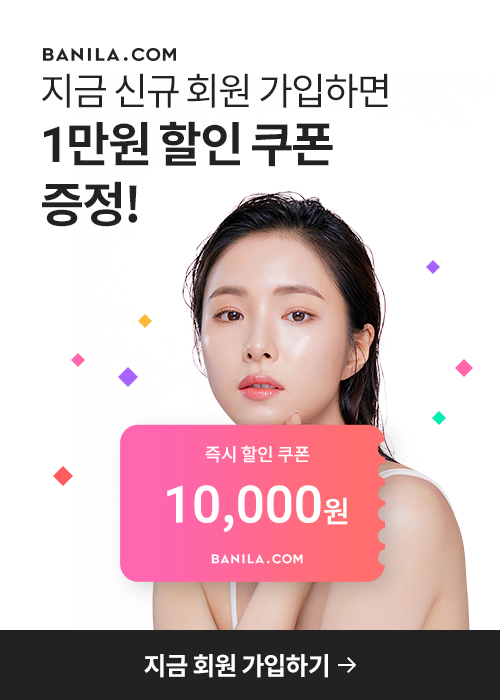 BANILA.COM
지금 신규 회원 가입하면
1만원 할인 쿠폰
증정!
즉시 할인 쿠폰
10,000원
BANILA.COM
지금 회원 가입하기 →